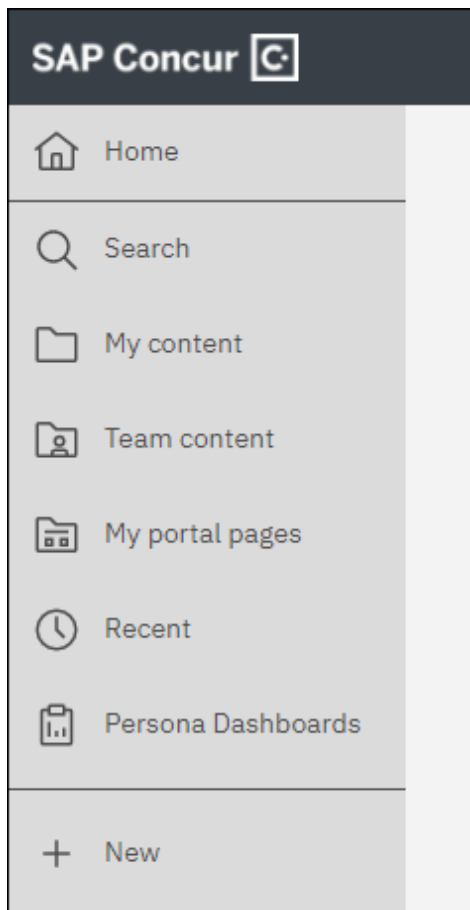 SAP Concur C
Home
Search
My content
Team content
My portal pages
Recent
Persona Dashboards
New